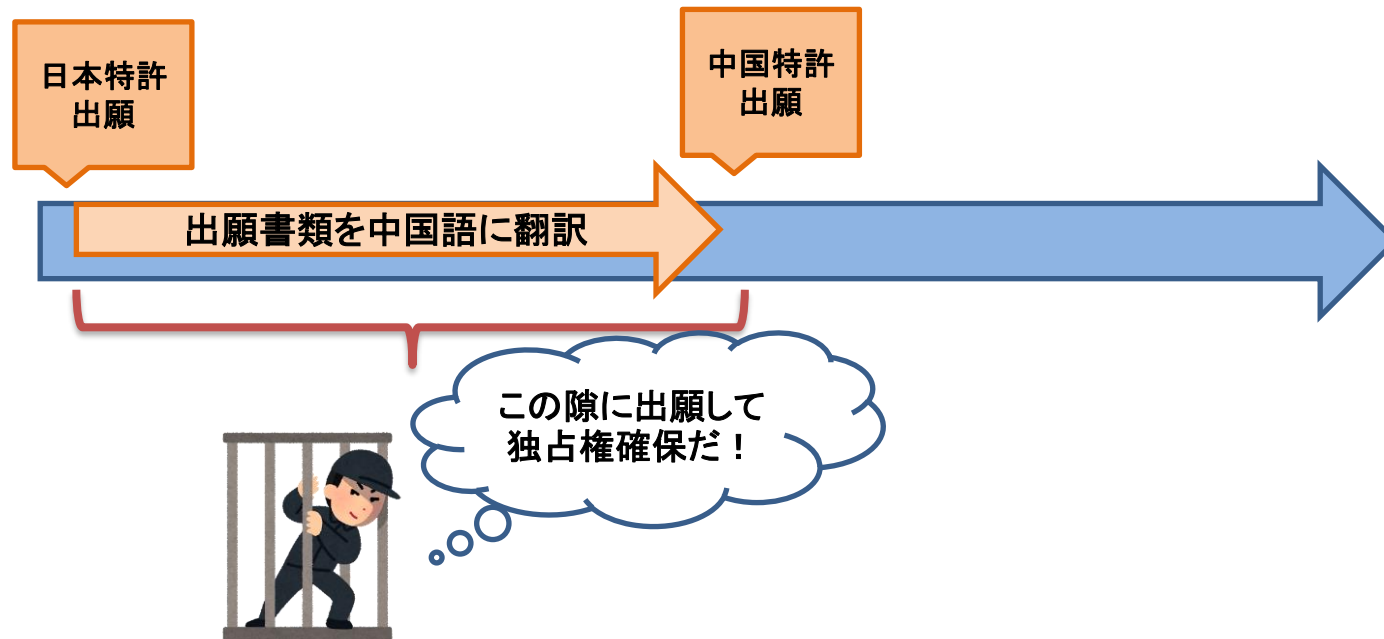 日本特許
出願
中国特許
出願
出願書類を中国語に翻訳
この隙に出願して
独占権確保だ！